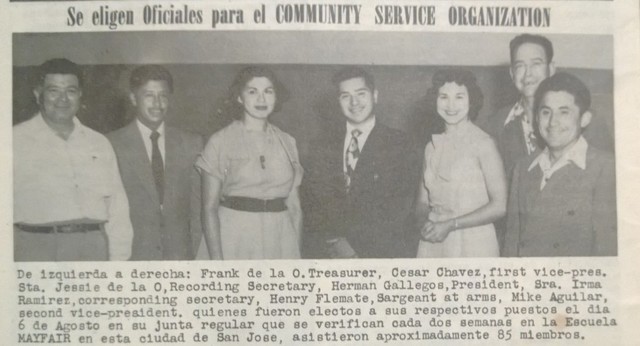 Se eligen Oficiales para el COMMUNITY SERVICE ORGANIZATION
De izquierda a derecha: Frank de la O.Treasurer, Cesar Chavez,first vice-pres.
Sta. Jessie de la O,Recording Secretary, Herman Gallegos,President, Sra. Irma
Ramirez,corresponding secretary, Henry Flemate,Sargeant at arms, Mike Aguilar,
second vice-president. quienes fueron electos a sus respectivos puestos el dia
6 de Agosto en su junta regular que se verifican cada dos semanas en la Escuela
MAYFAIR en esta ciudad de San Jose, asistieron aproximadamente 85 miembros.